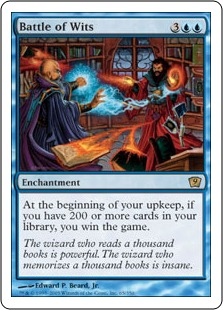 Battle of Wits 3
Enchantment
At the beginning of your upkeep, if
you have 200 or more cards in your
library, you win the game.
The wizard who reads a thousand
books is powerful. The wizard who
memorizes a thousand books is insane.
Edward P. Beard, Jr.